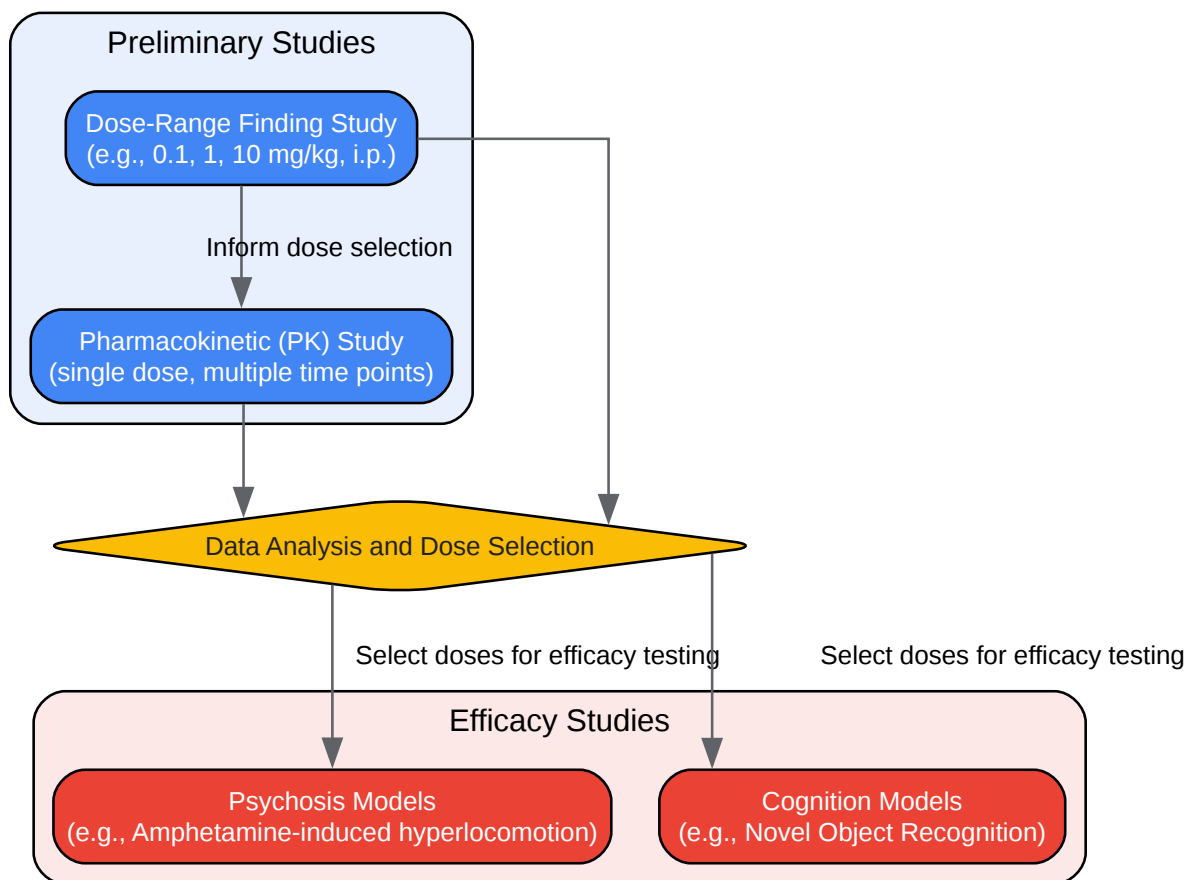 Preliminary Studies
Dose-Range Finding Study
(e.g., 0.1, 1, 10 mg/kg, i.p.)
Inform dose selection
Pharmacokinetic (PK) Study
(single dose, multiple time points)
Data Analysis and Dose Selection
Select doses for efficacy testing
Select doses for efficacy testing
Efficacy Studies
Psychosis Models
(e.g., Amphetamine-induced hyperlocomotion)
Cognition Models
(e.g., Novel Object Recognition)